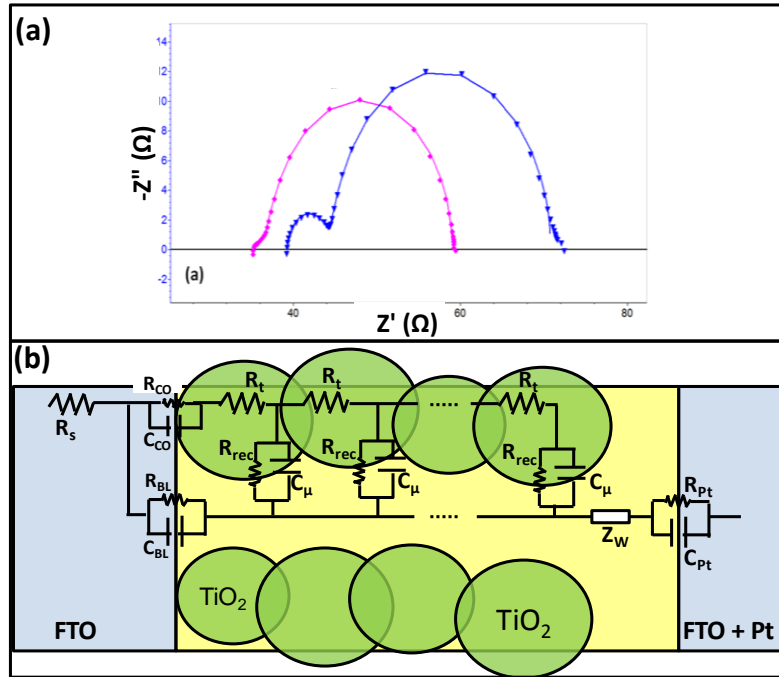 (a)
14
12
10
8
6
4
2
0
-2
-Z'' (Ω)
(a)
40 60 80
Z' (Ω)
(b)
R_CO R_t R_t R_t
R_s
C_CO
R_rec R_rec R_rec
C_μ C_μ C_μ
R_BL R_Pt
C_BL Z_W C_Pt
TiO₂ TiO₂
FTO FTO + Pt